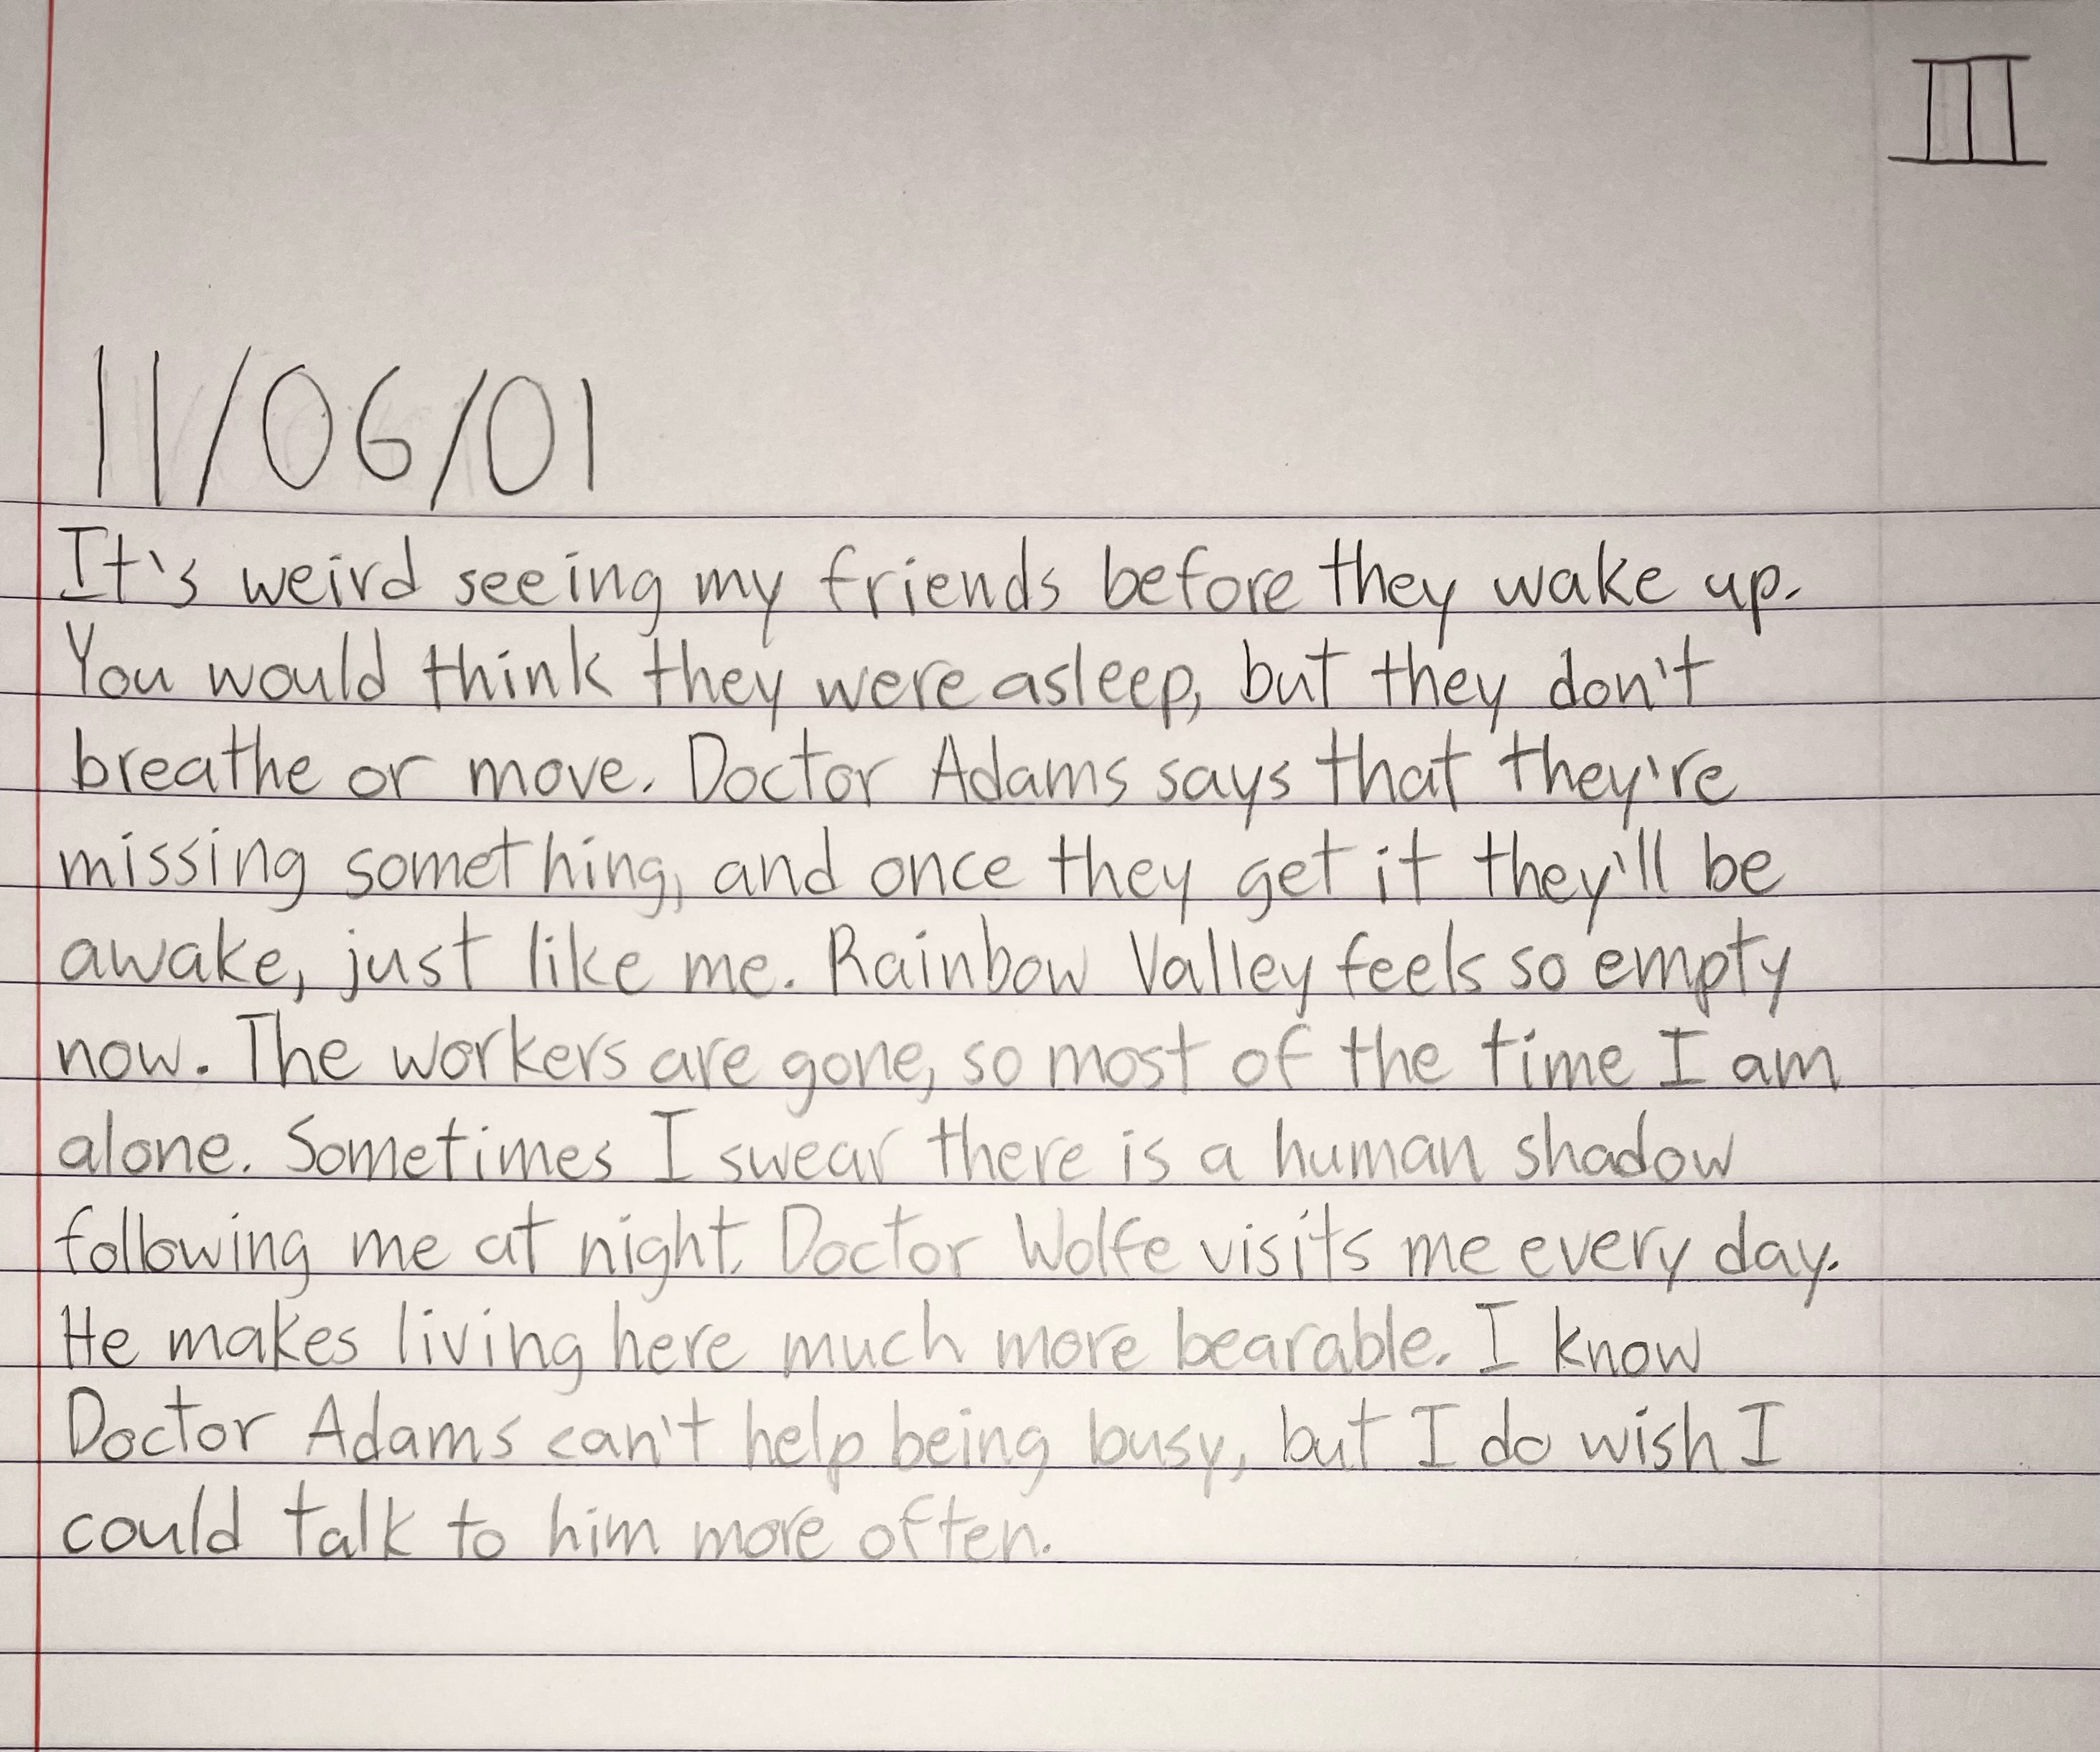 III
11/06/01
It's weird seeing my friends before they wake up.
You would think they were asleep, but they don't
breathe or move. Doctor Adams says that they're
missing something, and once they get it they'll be
awake, just like me. Rainbow Valley feels so empty
now. The workers are gone, so most of the time I am
alone. Sometimes I swear there is a human shadow
following me at night. Doctor Wolfe visits me every day.
He makes living here much more bearable. I know
Doctor Adams can't help being busy, but I do wish I
could talk to him more often.